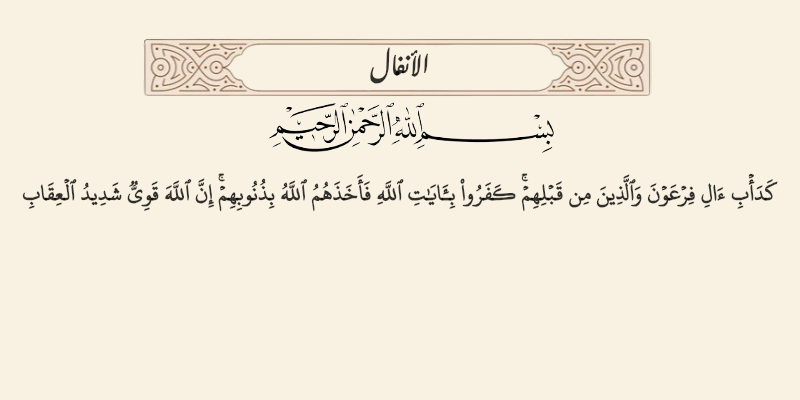 الأنفال
بِسْمِ ٱللَّهِ ٱلرَّحْمَٰنِ ٱلرَّحِيمِ
كَدَأْبِ ءَالِ فِرْعَوْنَ وَٱلَّذِينَ مِن قَبْلِهِمْ ۚ كَفَرُوا۟ بِـَٔايَـٰتِ ٱللَّهِ فَأَخَذَهُمُ ٱللَّهُ بِذُنُوبِهِمْ ۚ إِنَّ ٱللَّهَ قَوِىٌّ شَدِيدُ ٱلْعِقَابِ